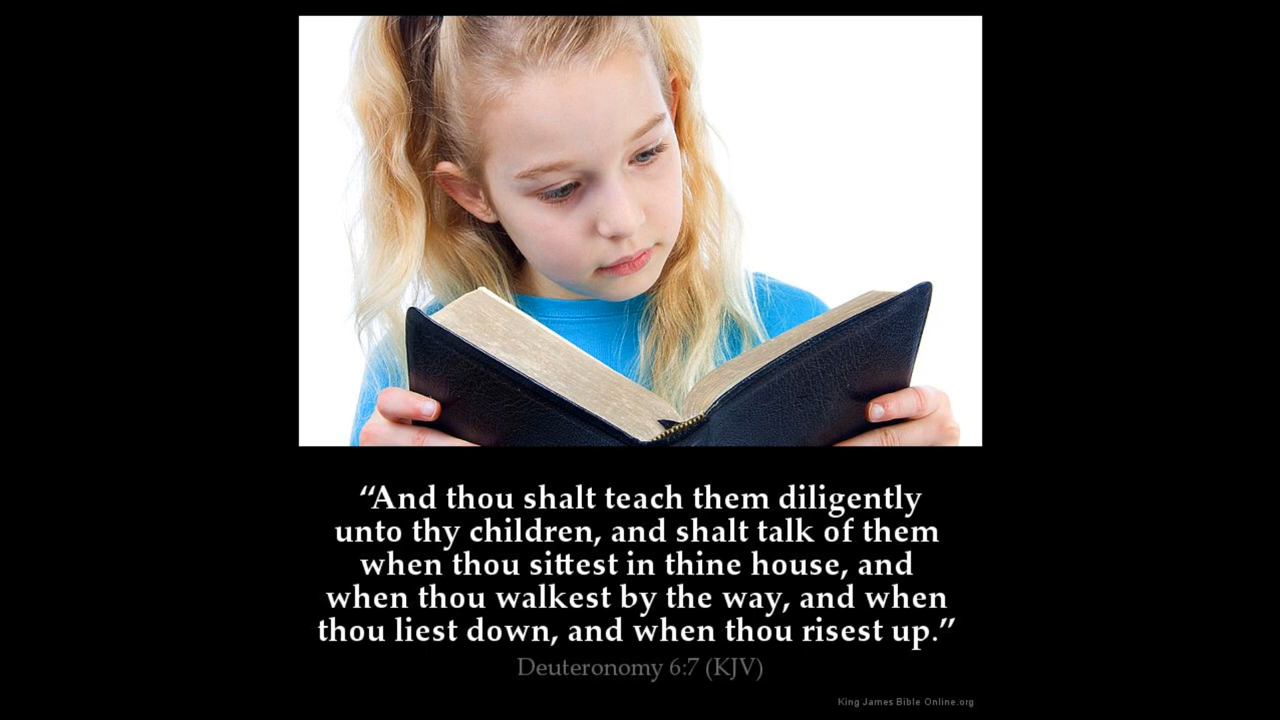 “And thou shalt teach them diligently
unto thy children, and shalt talk of them
when thou sittest in thine house, and
when thou walkest by the way, and when
thou liest down, and when thou risest up.”
Deuteronomy 6:7 (KJV)
King James Bible Online.org